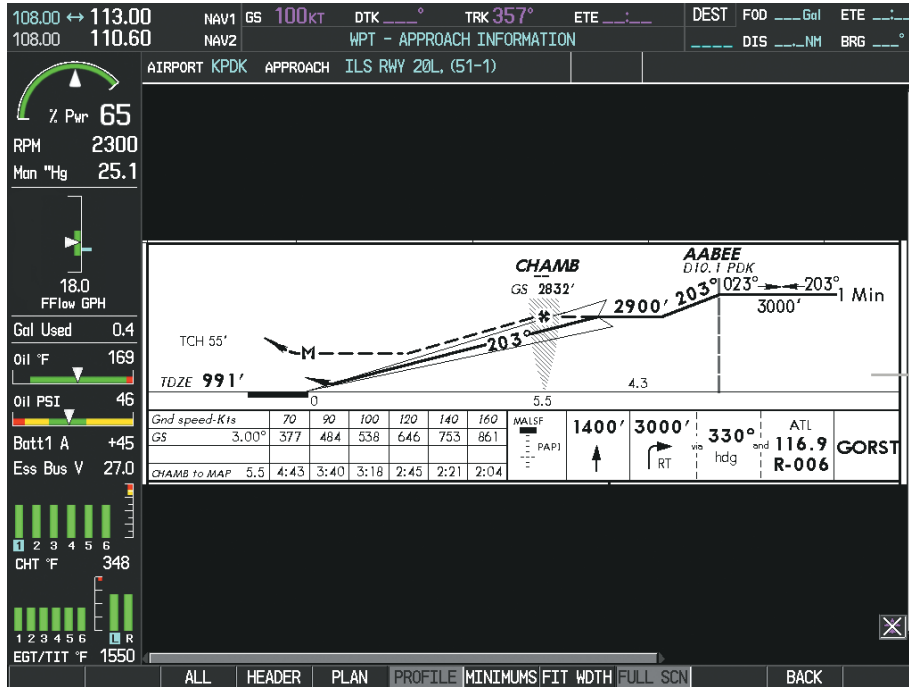 108.00 ↔ 113.00 NAV1 GS 100KT DTK ___° TRK 357° ETE __:__ DEST FOD ___Gal ETE __:__
108.00 110.60 NAV2 WPT - APPROACH INFORMATION ____ DIS __._NM BRG ___°
AIRPORT KPDK APPROACH ILS RWY 20L, (51-1)
% Pwr 65
RPM 2300
Man "Hg 25.1
18.0
FFlow GPH
Gal Used 0.4
Oil °F 169
Oil PSI 46
Batt1 A +45
Ess Bus V 27.0
1 2 3 4 5 6
CHT °F 348
1 2 3 4 5 6 L R
EGT/TIT °F 1550
CHAMB
GS 2832'
AABEE
D10.1 PDK
2900' 203° 023° 203°
3000' 1 Min
TCH 55'
M
203°
TDZE 991'
4.3
0 5.5
Gnd speed-Kts 70 90 100 120 140 160
GS 3.00° 377 484 538 646 753 861
CHAMB to MAP 5.5 4:43 3:40 3:18 2:45 2:21 2:04
MALSF
PAPI
1400'
3000'
RT
via 330° hdg
and ATL 116.9 R-006
GORST
ALL HEADER PLAN PROFILE MINIMUMS FIT WDTH FULL SCN BACK